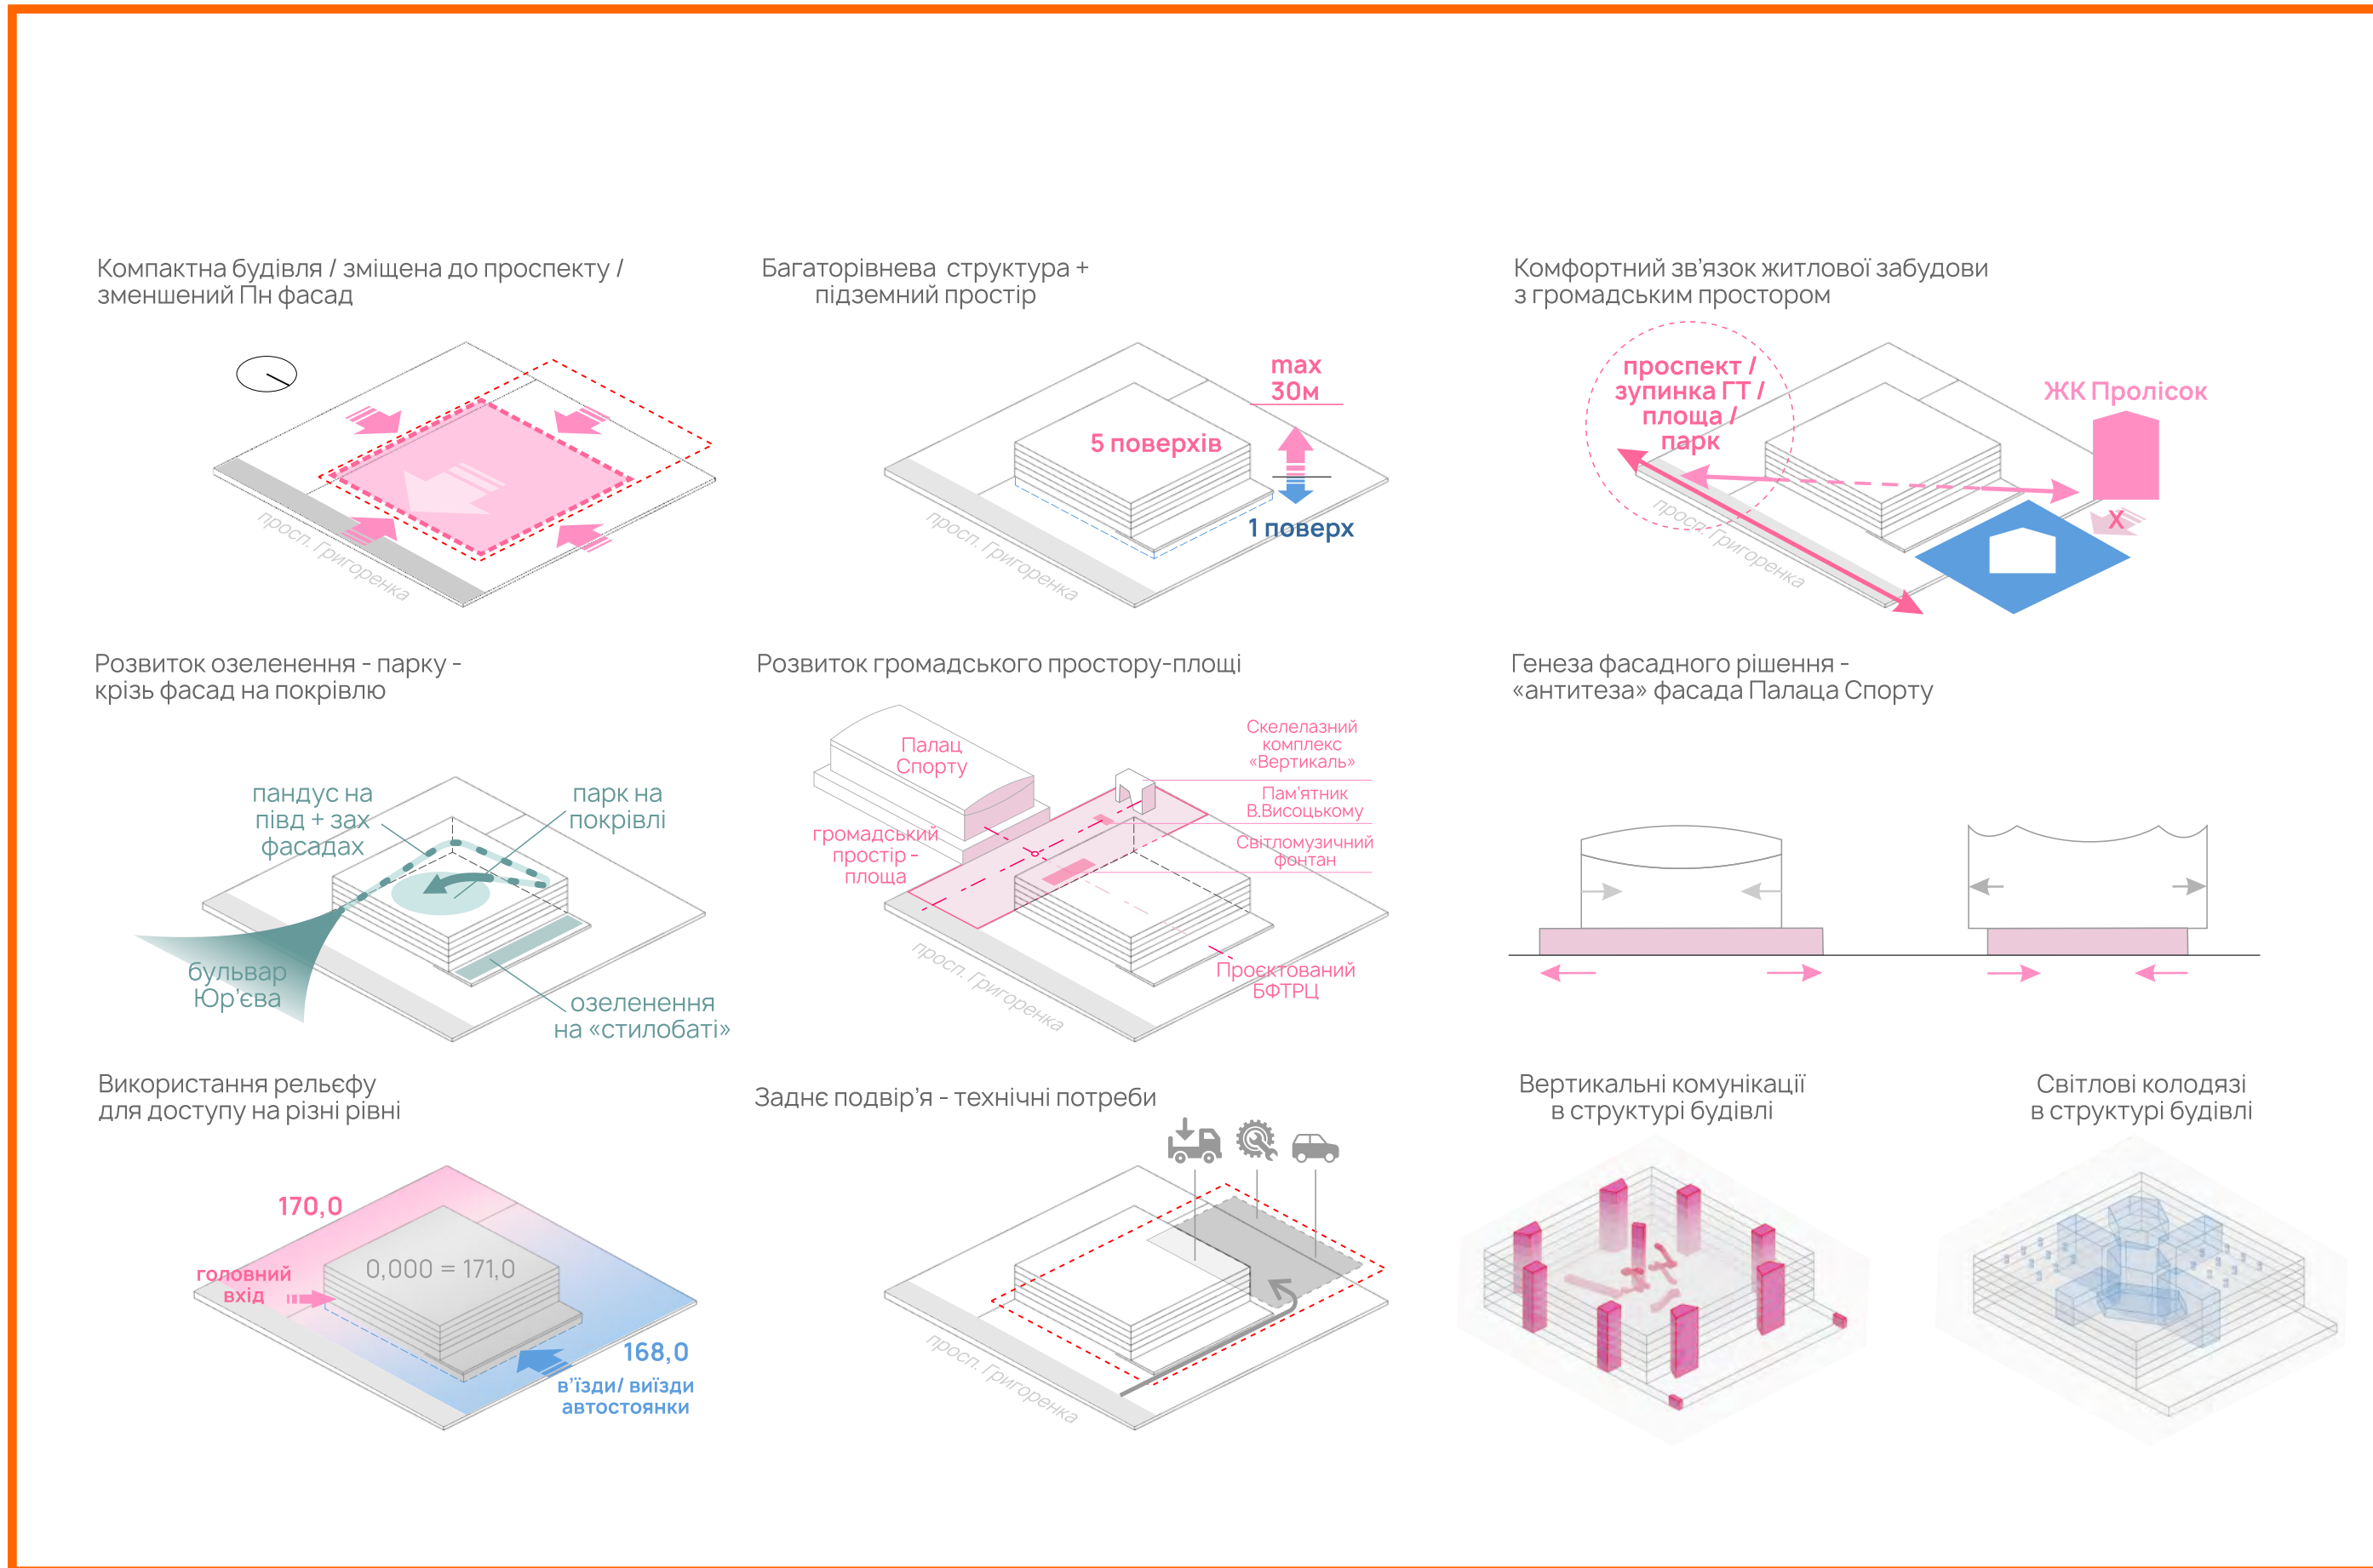 Компактна будівля / зміщена до проспекту /
зменшений Пн фасад
просп. Григоренка
Багаторівнева структура +
підземний простір
max
30м
5 поверхів
1 поверх
просп. Григоренка
Комфортний зв’язок житлової забудови
з громадським простором
проспект /
зупинка ГТ /
площа /
парк
ЖК Пролісок
X
просп. Григоренка
Розвиток озеленення - парку -
крізь фасад на покрівлю
пандус на
півд + зах
фасадах
парк на
покрівлі
бульвар
Юр’єва
озеленення
на «стилобаті»
Розвиток громадського простору-площі
Палац
Спорту
Скелелазний
комплекс
«Вертикаль»
Пам’ятник
В.Висоцькому
Світломузичний
фонтан
громадський
простір -
площа
Проєктований
БФТРЦ
просп. Григоренка
Генеза фасадного рішення -
«антитеза» фасада Палаца Спорту
Використання рельєфу
для доступу на різні рівні
170,0
0,000 = 171,0
головний
вхід
168,0
в’їзди/ виїзди
автостоянки
Заднє подвір’я - технічні потреби
просп. Григоренка
Вертикальні комунікації
в структурі будівлі
Світлові колодязі
в структурі будівлі